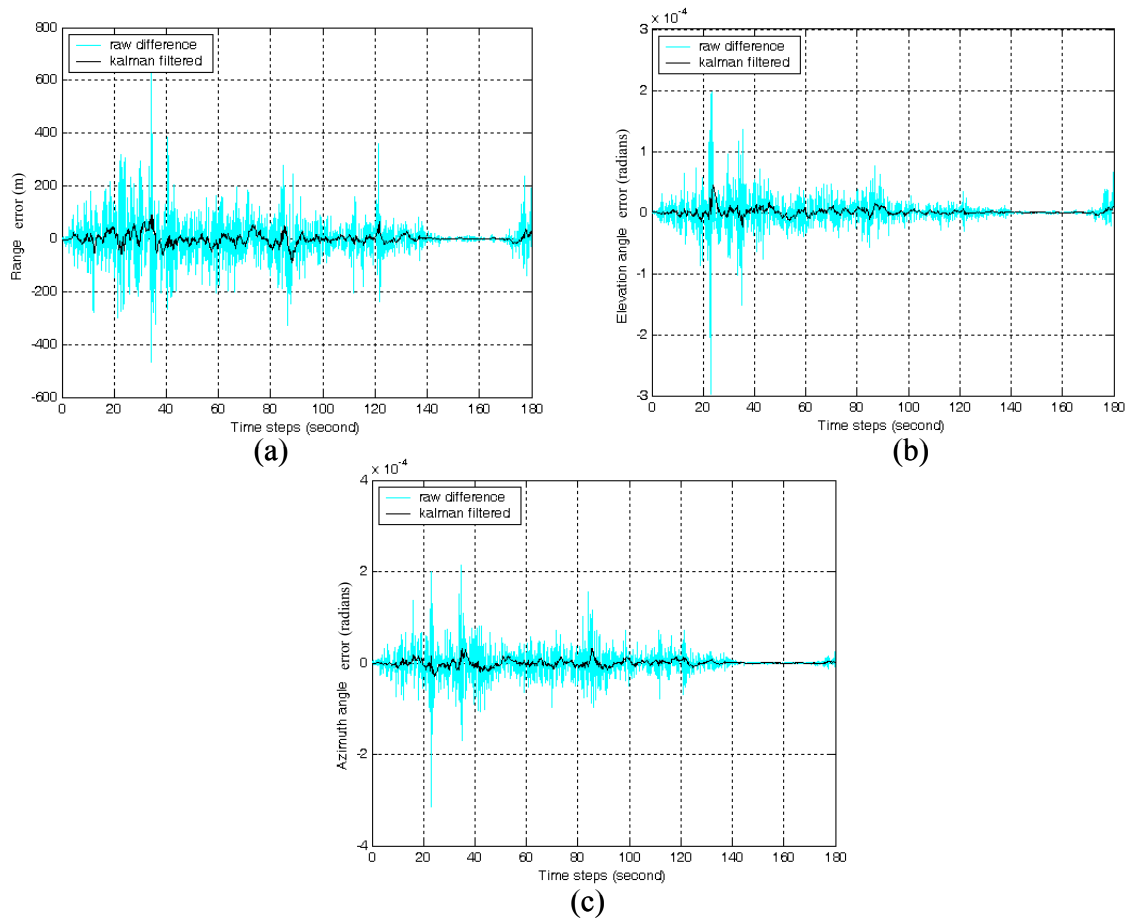 800
600
400
200
0
-200
-400
-600
Range error (m)
raw difference
kalman filtered
0 20 40 60 80 100 120 140 160 180
Time steps (second)
(a)
x 10-4
3
2
1
0
-1
-2
-3
Elevation angle error (radians)
raw difference
kalman filtered
0 20 40 60 80 100 120 140 160 180
Time steps (second)
(b)
x 10-4
4
2
0
-2
-4
Azimuth angle error (radians)
raw difference
kalman filtered
0 20 40 60 80 100 120 140 160 180
Time steps (second)
(c)